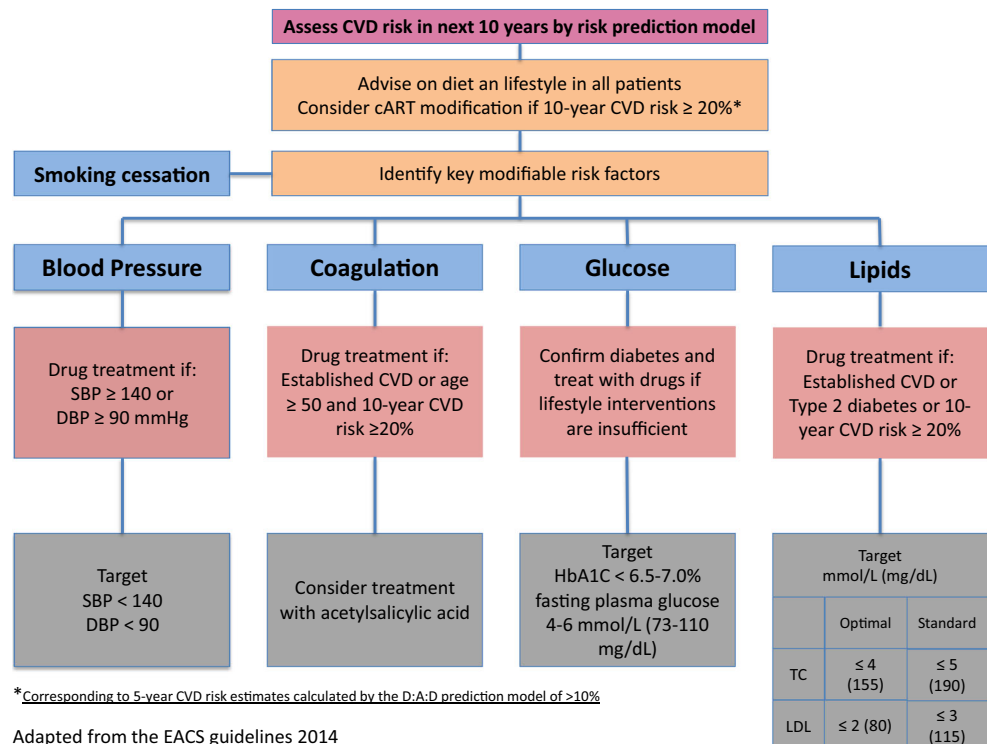 Assess CVD risk in next 10 years by risk prediction model
Advise on diet an lifestyle in all patients
Consider cART modification if 10-year CVD risk ≥ 20%*
Smoking cessation
Identify key modifiable risk factors
Blood Pressure
Coagulation
Glucose
Lipids
Drug treatment if:
SBP ≥ 140 or
DBP ≥ 90 mmHg
Drug treatment if:
Established CVD or age
≥ 50 and 10-year CVD
risk ≥20%
Confirm diabetes and
treat with drugs if
lifestyle interventions
are insufficient
Drug treatment if:
Established CVD or
Type 2 diabetes or 10-
year CVD risk ≥ 20%
Target
SBP < 140
DBP < 90
Consider treatment
with acetylsalicylic acid
Target
HbA1C < 6.5-7.0%
fasting plasma glucose
4-6 mmol/L (73-110
mg/dL)
Target
mmol/L (mg/dL)
Optimal
Standard
TC
≤ 4
(155)
≤ 5
(190)
LDL
≤ 2 (80)
≤ 3
(115)
*Corresponding to 5-year CVD risk estimates calculated by the D:A:D prediction model of >10%
Adapted from the EACS guidelines 2014